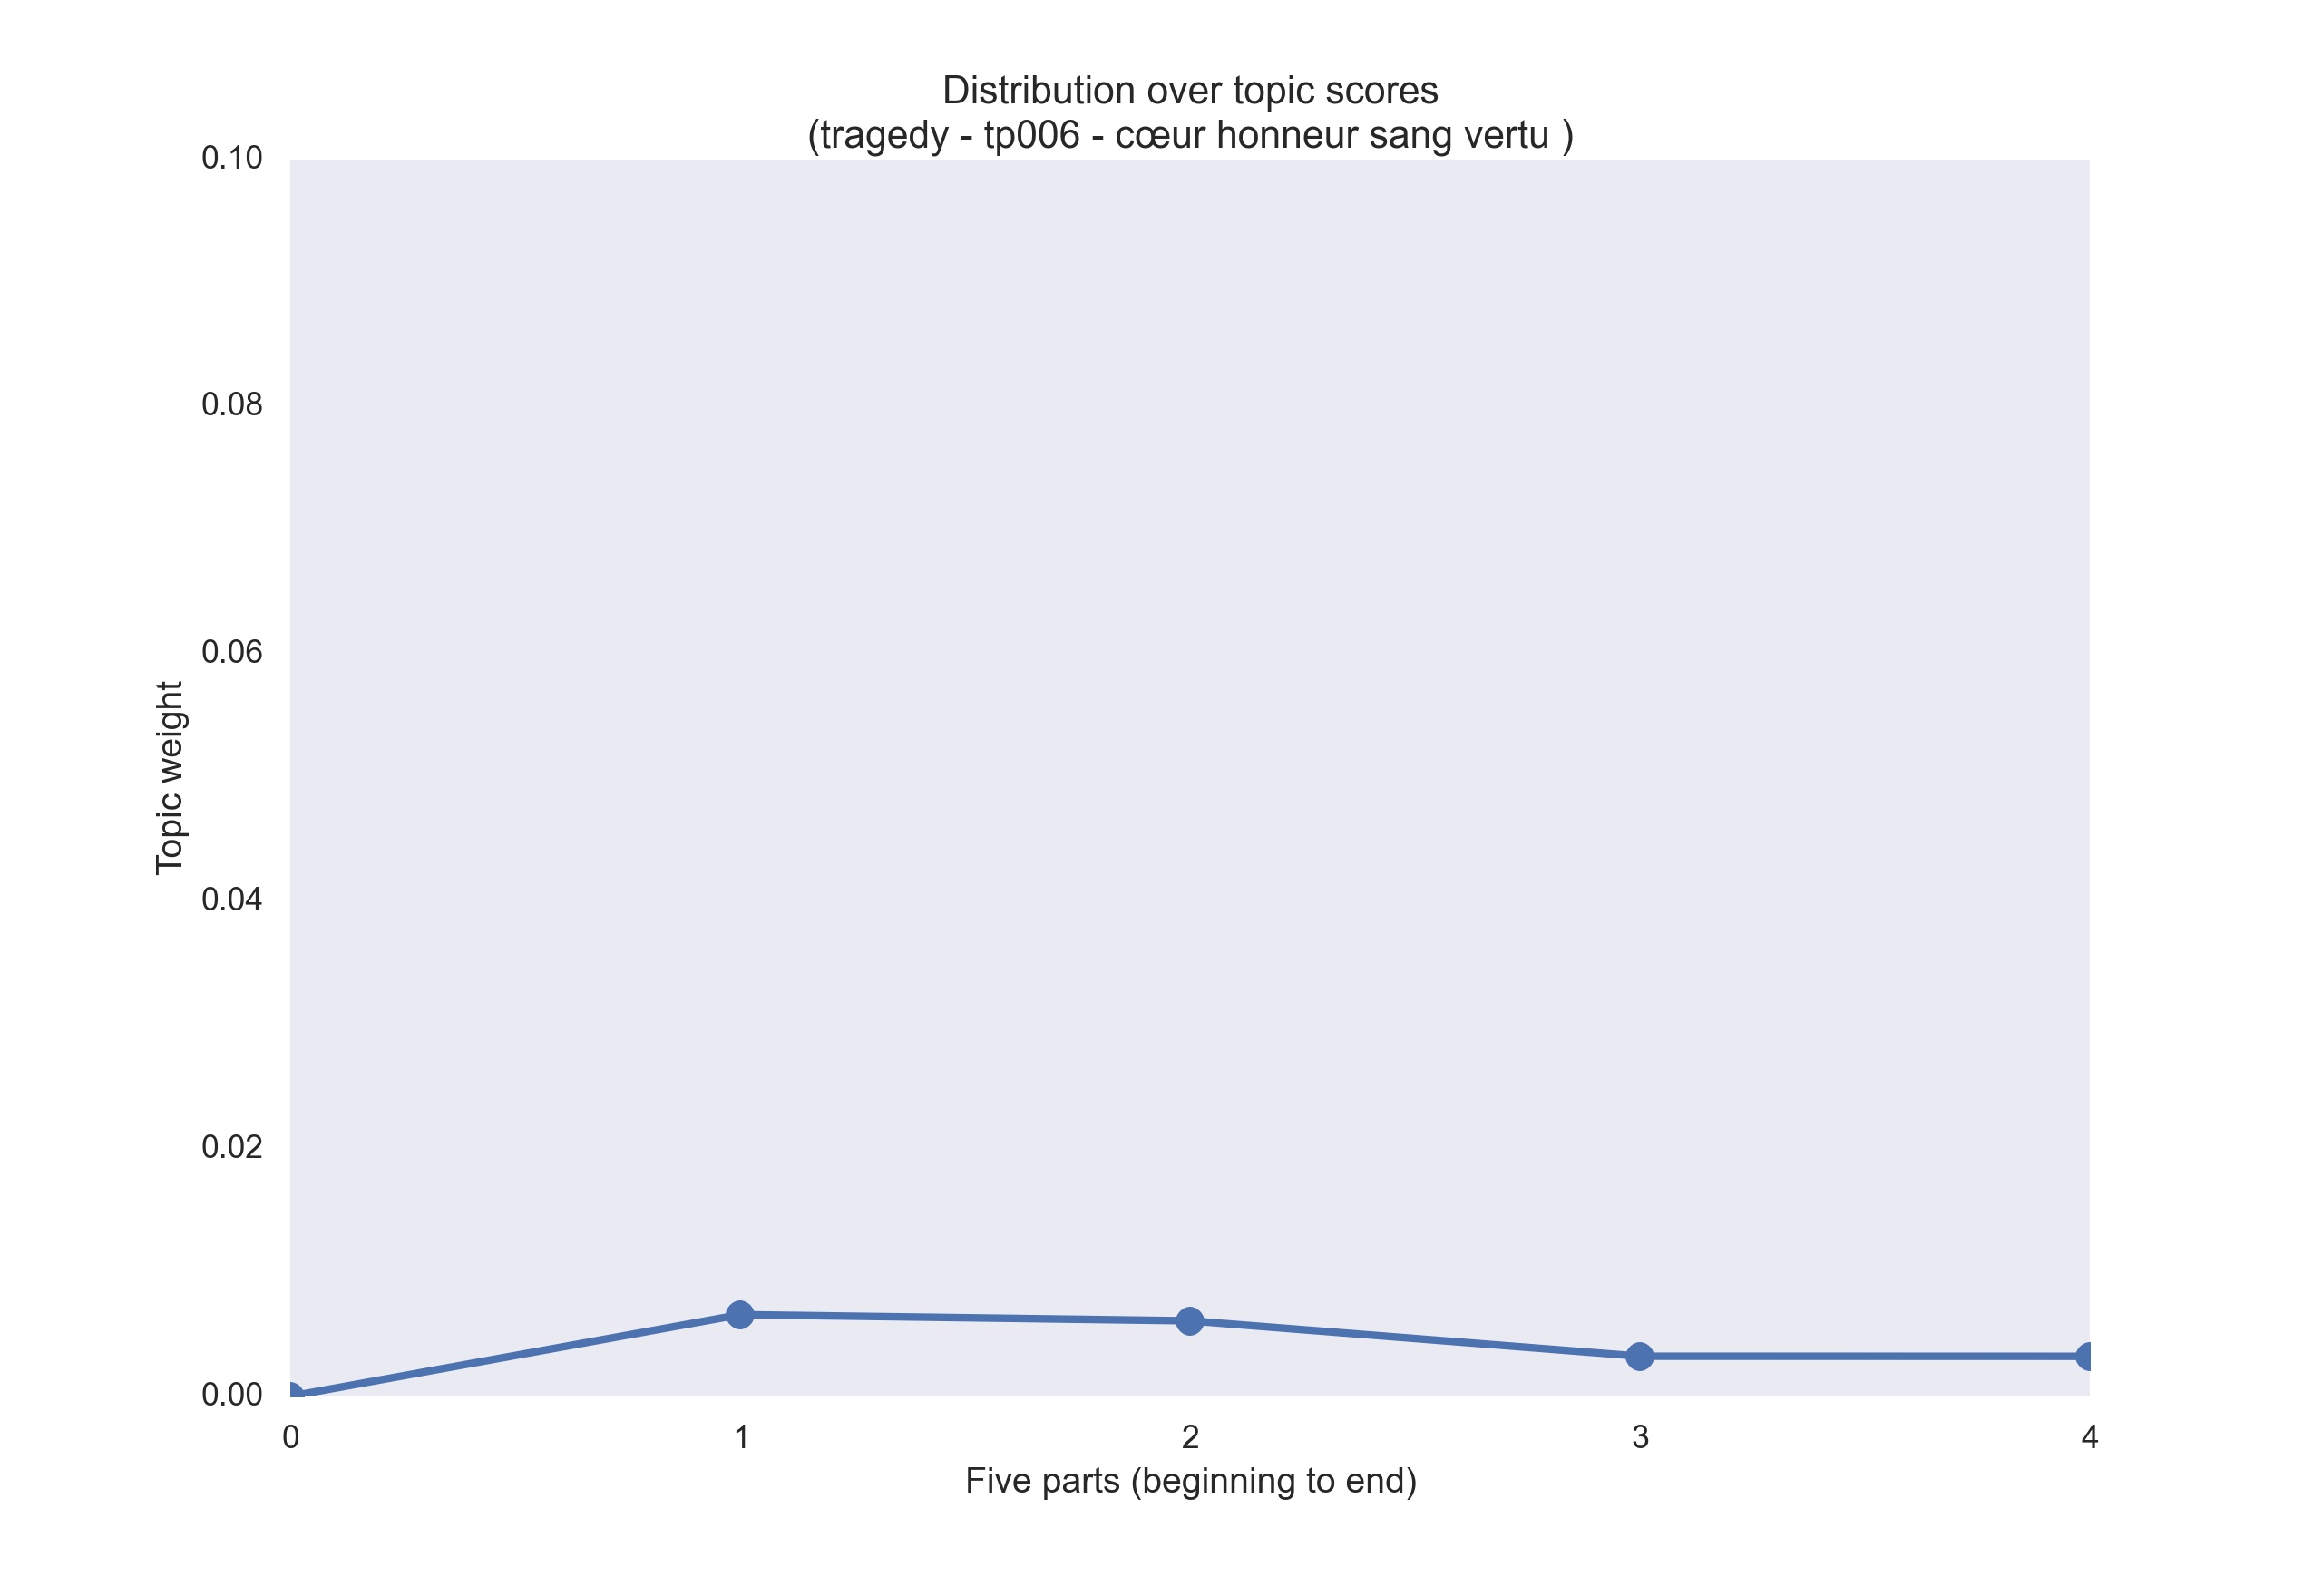 Distribution over topic scores
(tragedy - tp006 - cœur honneur sang vertu )
0.10
0.08
0.06
0.04
0.02
0.00
Topic weight
0 1 2 3 4
Five parts (beginning to end)